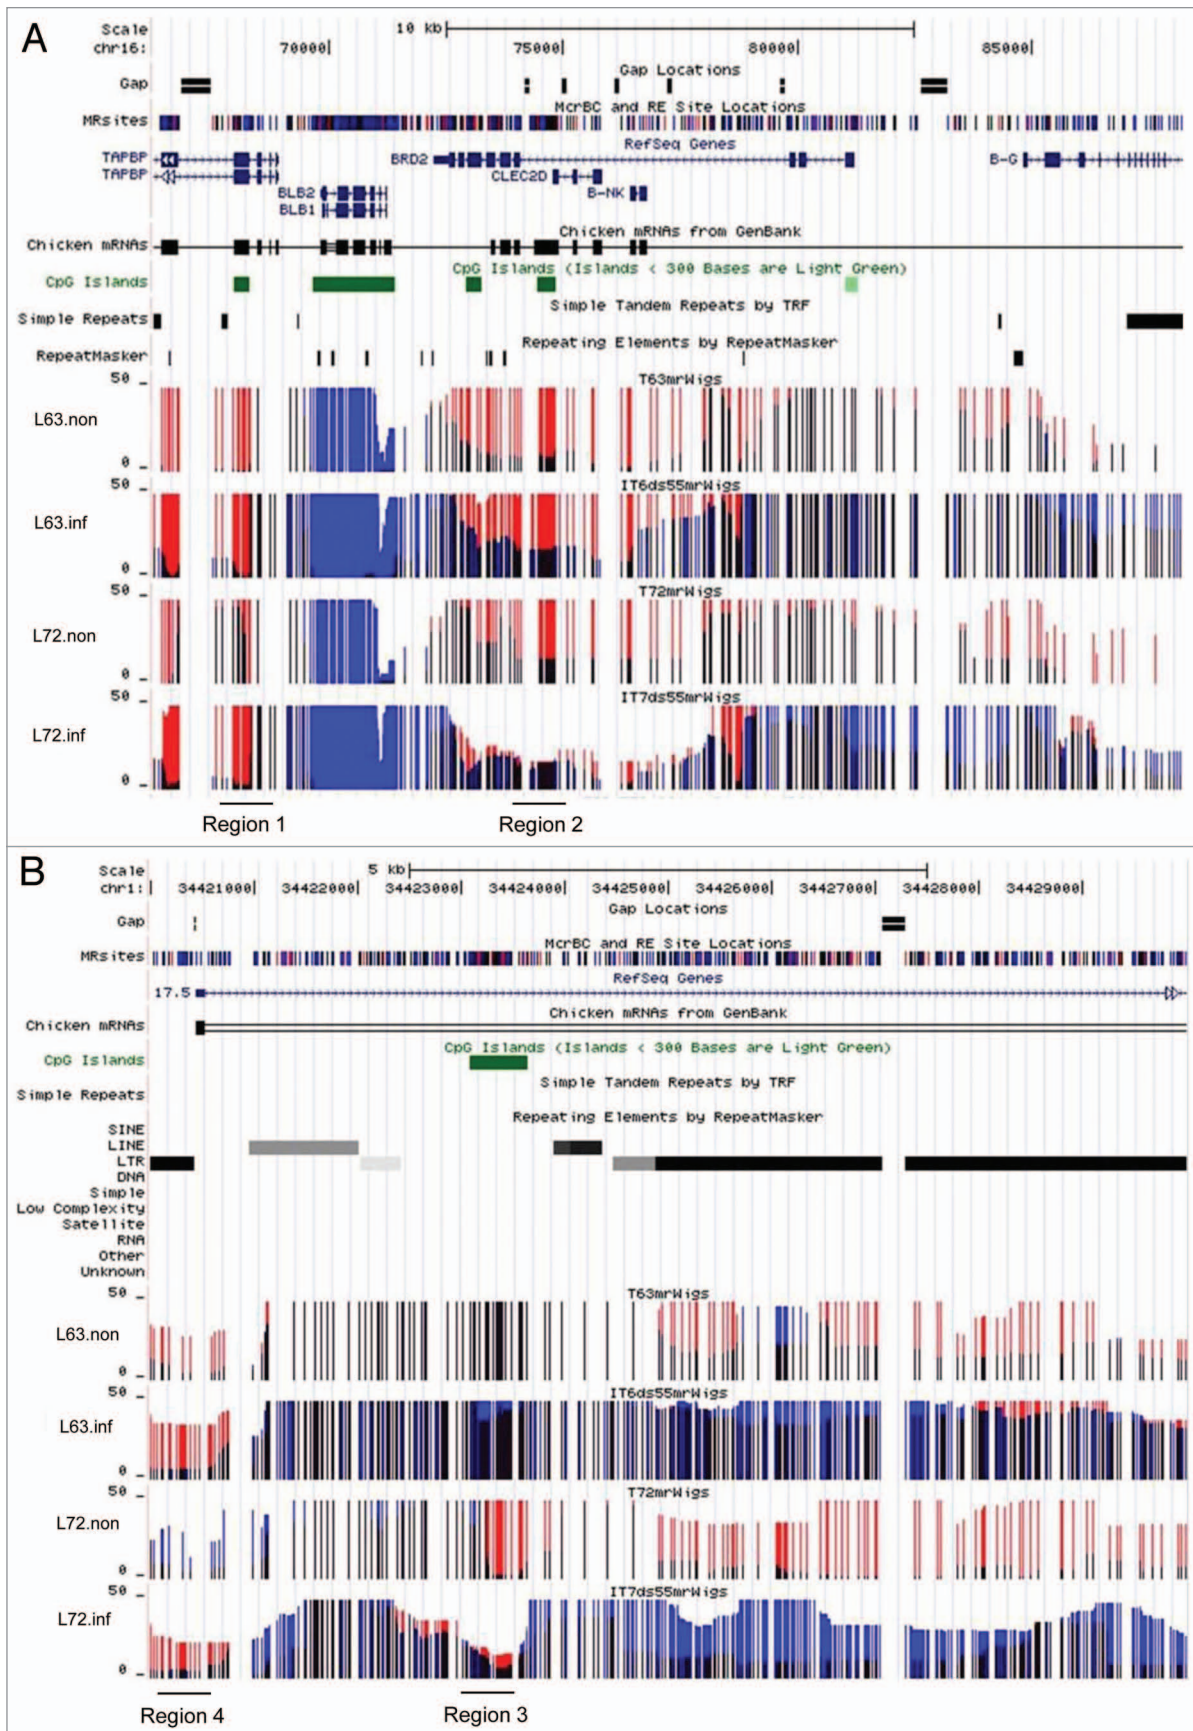 A
Scale 10 kb
chr16: 70000 75000 80000 85000
Gap Locations
Gap
McrBC and RE Site Locations
MRsites
RefSeq Genes
TAPBP BRD2 B-G
TAPBP CLEC2D
BLB2 B-NK
BLB1
Chicken mRNAs from GenBank
Chicken mRNAs
CpG Islands (Islands < 300 Bases are Light Green)
CpG Islands
Simple Tandem Repeats by TRF
Simple Repeats
Repeating Elements by RepeatMasker
RepeatMasker
50 T63mrWigs
L63.non
0
50 IT6ds55mrWigs
L63.inf
0
50 T72mrWigs
L72.non
0
50 IT7ds55mrWigs
L72.inf
0
Region 1 Region 2
B
Scale 5 kb
chr1: 34421000 34422000 34423000 34424000 34425000 34426000 34427000 34428000 34429000
Gap Locations
Gap
McrBC and RE Site Locations
MRsites
RefSeq Genes
17.5
Chicken mRNAs from GenBank
Chicken mRNAs
CpG Islands (Islands < 300 Bases are Light Green)
CpG Islands
Simple Tandem Repeats by TRF
Simple Repeats
Repeating Elements by RepeatMasker
SINE
LINE
LTR
DNA
Simple
Low Complexity
Satellite
RNA
Other
Unknown
50 T63mrWigs
L63.non
0
50 IT6ds55mrWigs
L63.inf
0
50 T72mrWigs
L72.non
0
50 IT7ds55mrWigs
L72.inf
0
Region 4 Region 3